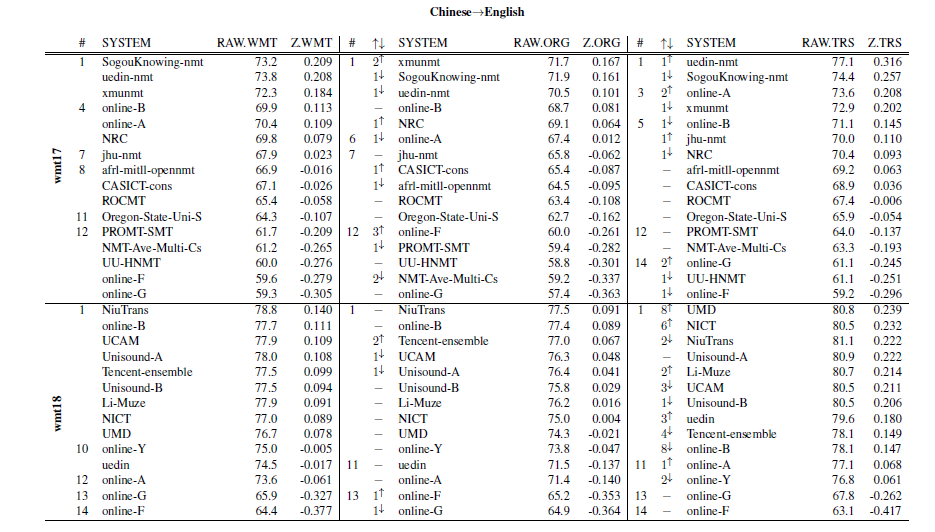 Chinese→English
# SYSTEM RAW.WMT Z.WMT # ↑↓ SYSTEM RAW.ORG Z.ORG # ↑↓ SYSTEM RAW.TRS Z.TRS
wmt17
1 SogouKnowing-nmt 73.2 0.209 1 2↑ xmunmt 71.7 0.167 1 1↑ uedin-nmt 77.1 0.316
uedin-nmt 73.8 0.208 1↓ SogouKnowing-nmt 71.9 0.161 1↓ SogouKnowing-nmt 74.4 0.257
xmunmt 72.3 0.184 1↓ uedin-nmt 70.5 0.101 3 2↑ online-A 73.6 0.208
4 online-B 69.9 0.113 – online-B 68.7 0.081 1↓ xmunmt 72.9 0.202
online-A 70.4 0.109 1↑ NRC 69.1 0.064 5 1↓ online-B 71.1 0.145
NRC 69.8 0.079 6 1↓ online-A 67.4 0.012 1↑ jhu-nmt 70.0 0.110
7 jhu-nmt 67.9 0.023 7 – jhu-nmt 65.8 -0.062 1↓ NRC 70.4 0.093
8 afrl-mitll-opennmt 66.9 -0.016 1↑ CASICT-cons 65.4 -0.087 – afrl-mitll-opennmt 69.2 0.063
CASICT-cons 67.1 -0.026 1↓ afrl-mitll-opennmt 64.5 -0.095 – CASICT-cons 68.9 0.036
ROCMT 65.4 -0.058 – ROCMT 63.4 -0.108 – ROCMT 67.4 -0.006
11 Oregon-State-Uni-S 64.3 -0.107 – Oregon-State-Uni-S 62.7 -0.162 – Oregon-State-Uni-S 65.9 -0.054
12 PROMT-SMT 61.7 -0.209 12 3↑ online-F 60.0 -0.261 12 – PROMT-SMT 64.0 -0.137
NMT-Ave-Multi-Cs 61.2 -0.265 1↓ PROMT-SMT 59.4 -0.282 – NMT-Ave-Multi-Cs 63.3 -0.193
UU-HNMT 60.0 -0.276 – UU-HNMT 58.8 -0.301 14 2↑ online-G 61.1 -0.245
online-F 59.6 -0.279 2↓ NMT-Ave-Multi-Cs 59.2 -0.337 1↓ UU-HNMT 61.1 -0.251
online-G 59.3 -0.305 – online-G 57.4 -0.363 1↓ online-F 59.2 -0.296
wmt18
1 NiuTrans 78.8 0.140 1 – NiuTrans 77.5 0.091 1 8↑ UMD 80.8 0.239
online-B 77.7 0.111 – online-B 77.4 0.089 6↑ NICT 80.5 0.232
UCAM 77.9 0.109 2↑ Tencent-ensemble 77.0 0.067 2↓ NiuTrans 81.1 0.222
Unisound-A 78.0 0.108 1↓ UCAM 76.3 0.048 – Unisound-A 80.9 0.222
Tencent-ensemble 77.5 0.099 1↓ Unisound-A 76.4 0.041 2↑ Li-Muze 80.7 0.214
Unisound-B 77.5 0.094 – Unisound-B 75.8 0.029 3↓ UCAM 80.5 0.211
Li-Muze 77.9 0.091 – Li-Muze 76.2 0.016 1↓ Unisound-B 80.5 0.206
NICT 77.0 0.089 – NICT 75.0 0.004 3↑ uedin 79.6 0.180
UMD 76.7 0.078 – UMD 74.3 -0.021 4↓ Tencent-ensemble 78.1 0.149
10 online-Y 75.0 -0.005 – online-Y 73.8 -0.047 8↓ online-B 78.1 0.147
uedin 74.5 -0.017 11 – uedin 71.5 -0.137 11 1↑ online-A 77.1 0.068
12 online-A 73.6 -0.061 – online-A 71.4 -0.140 2↓ online-Y 76.8 0.061
13 online-G 65.9 -0.327 13 1↑ online-F 65.2 -0.353 13 – online-G 67.8 -0.262
14 online-F 64.4 -0.377 1↓ online-G 64.9 -0.364 14 – online-F 63.1 -0.417